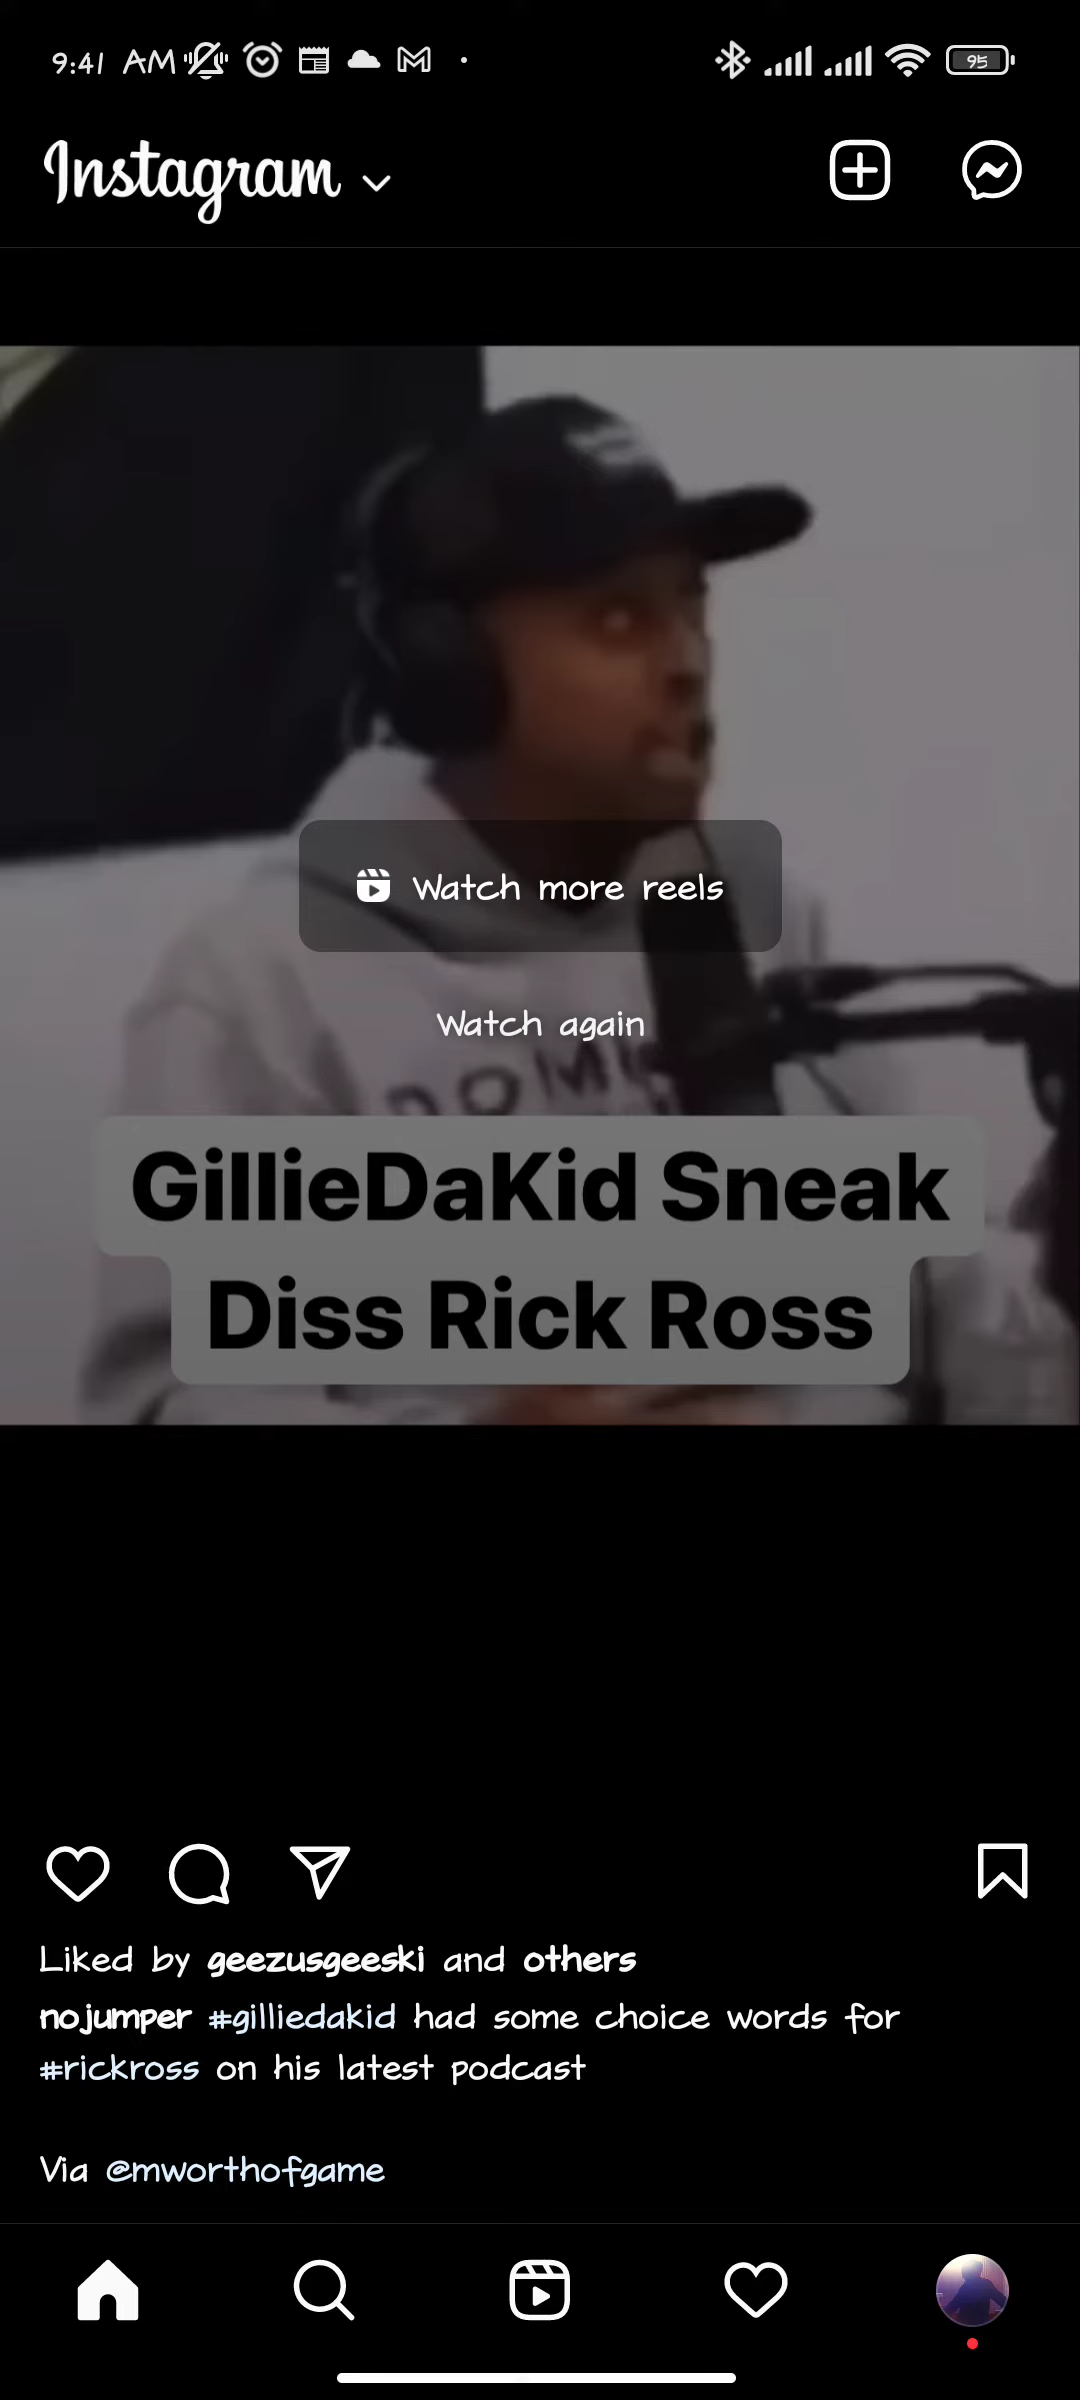 9:41 AM
95
Instagram
Watch more reels
Watch again
GillieDaKid Sneak
Diss Rick Ross
Liked by geezusgeeski and others
nojumper #gilliedakid had some choice words for
#rickross on his latest podcast
Via @mworthofgame